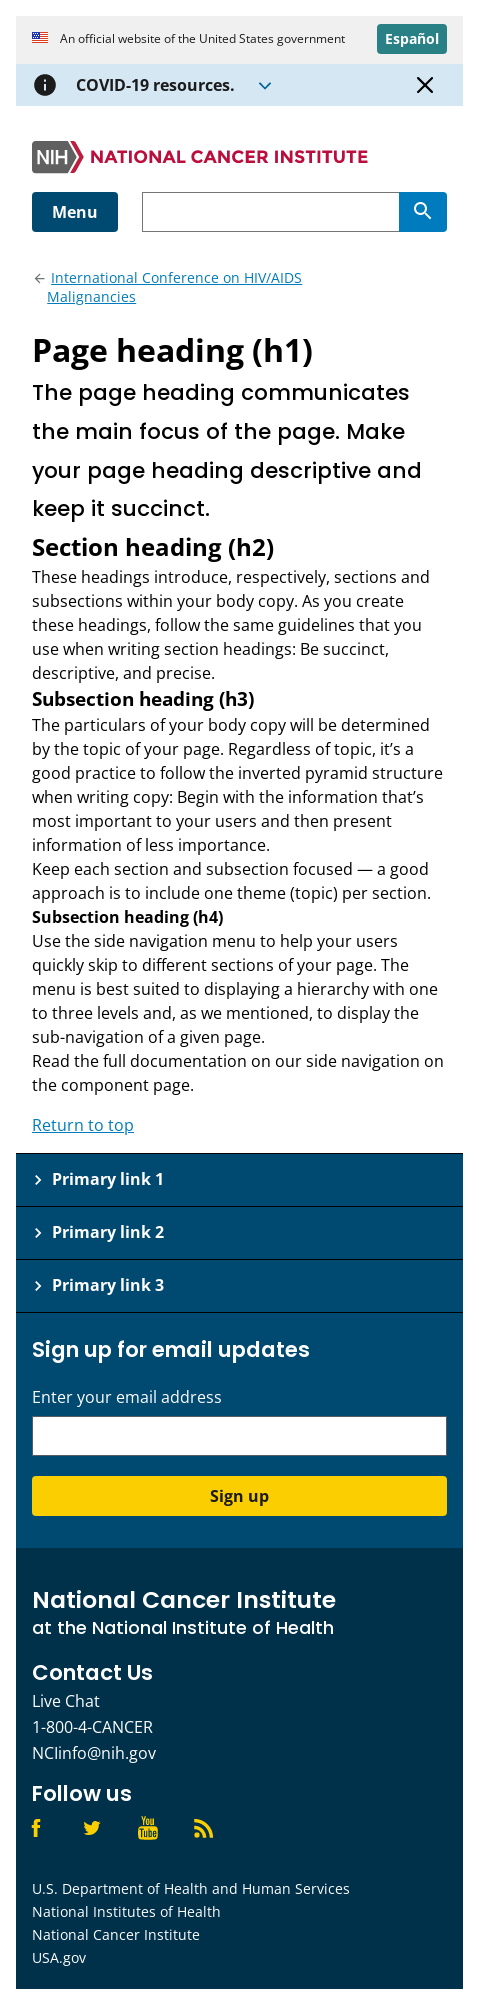 An official website of the United States government
Español
COVID-19 resources.
NIH NATIONAL CANCER INSTITUTE
Menu
International Conference on HIV/AIDS
Malignancies
Page heading (h1)
The page heading communicates
the main focus of the page. Make
your page heading descriptive and
keep it succinct.
Section heading (h2)
These headings introduce, respectively, sections and
subsections within your body copy. As you create
these headings, follow the same guidelines that you
use when writing section headings: Be succinct,
descriptive, and precise.
Subsection heading (h3)
The particulars of your body copy will be determined
by the topic of your page. Regardless of topic, it’s a
good practice to follow the inverted pyramid structure
when writing copy: Begin with the information that’s
most important to your users and then present
information of less importance.
Keep each section and subsection focused — a good
approach is to include one theme (topic) per section.
Subsection heading (h4)
Use the side navigation menu to help your users
quickly skip to different sections of your page. The
menu is best suited to displaying a hierarchy with one
to three levels and, as we mentioned, to display the
sub-navigation of a given page.
Read the full documentation on our side navigation on
the component page.
Return to top
Primary link 1
Primary link 2
Primary link 3
Sign up for email updates
Enter your email address
Sign up
National Cancer Institute
at the National Institute of Health
Contact Us
Live Chat
1-800-4-CANCER
NCIinfo@nih.gov
Follow us
You Tube
U.S. Department of Health and Human Services
National Institutes of Health
National Cancer Institute
USA.gov